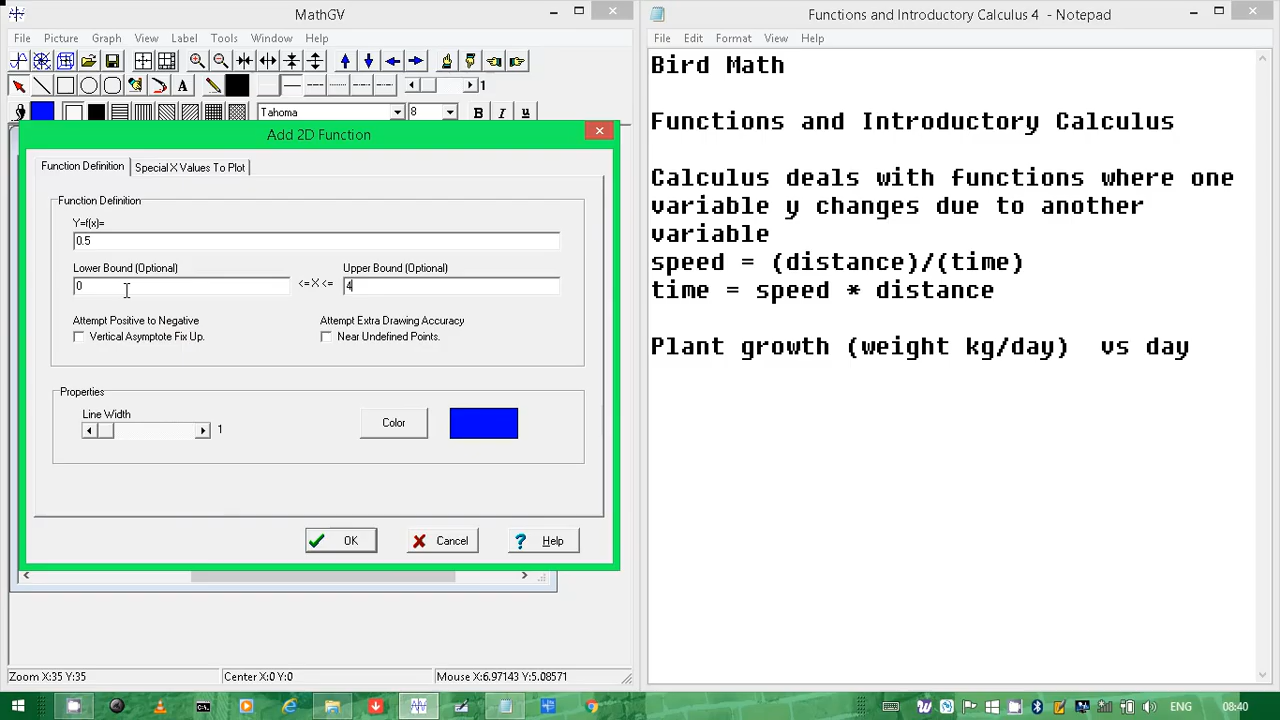 MathGV
File Picture Graph View Label Tools Window Help
A
1
Tahoma 8 B I u
Add 2D Function
Function Definition Special X Values To Plot
Function Definition
Y=f(x)=
0.5
Lower Bound (Optional) Upper Bound (Optional)
0 <= X <= 4
Attempt Positive to Negative Attempt Extra Drawing Accuracy
Vertical Asymptote Fix Up. Near Undefined Points.
Properties
Line Width
1 Color
OK Cancel ? Help
Zoom X:35 Y:35 Center X:0 Y:0 Mouse X:6.97143 Y:5.08571
Functions and Introductory Calculus 4 - Notepad
File Edit Format View Help
Bird Math
Functions and Introductory Calculus
Calculus deals with functions where one
variable y changes due to another
variable
speed = (distance)/(time)
time = speed * distance
Plant growth (weight kg/day) vs day
ENG 08:40